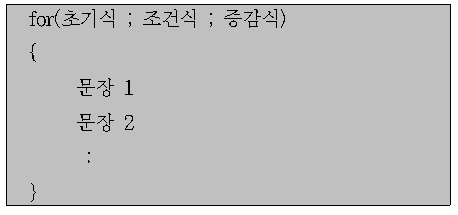 for(초기식 ; 조건식 ; 증감식)
{
문장 1
문장 2
:
}